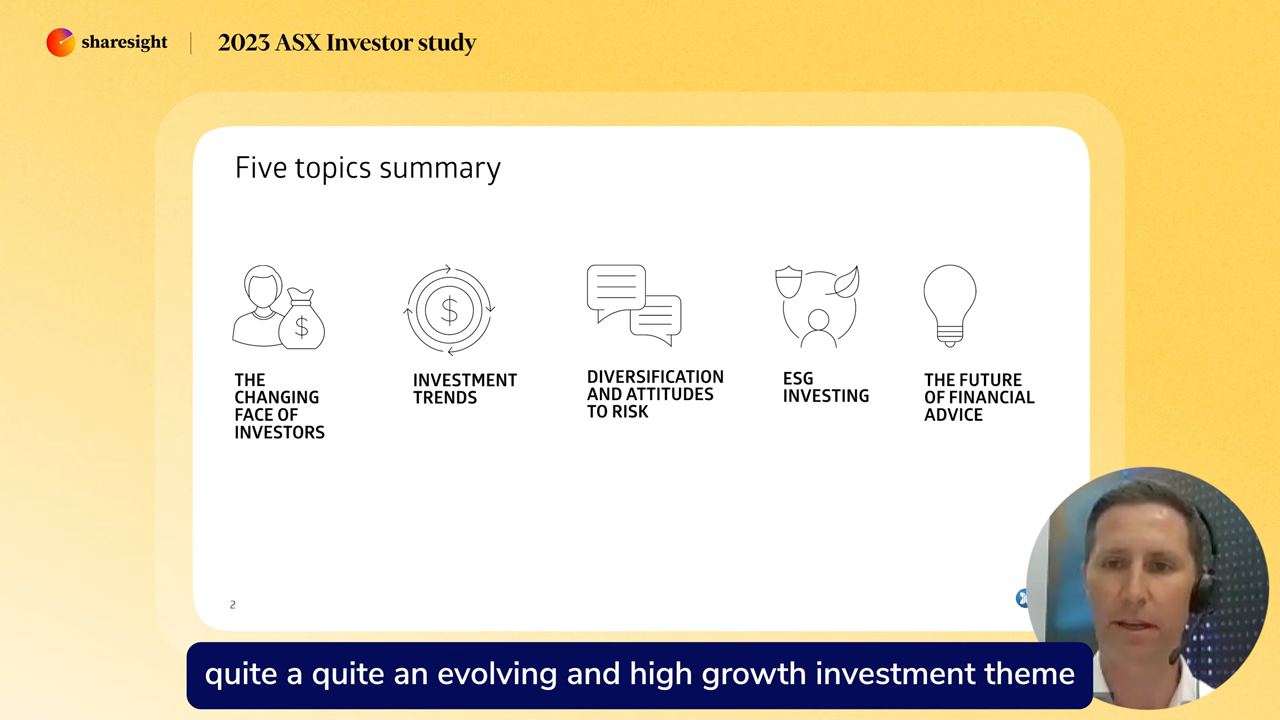 sharesight
2023 ASX Investor study
Five topics summary
$
$
THE
CHANGING
FACE OF
INVESTORS
INVESTMENT
TRENDS
DIVERSIFICATION
AND ATTITUDES
TO RISK
ESG
INVESTING
THE FUTURE
OF FINANCIAL
ADVICE
2
quite a quite an evolving and high growth investment theme